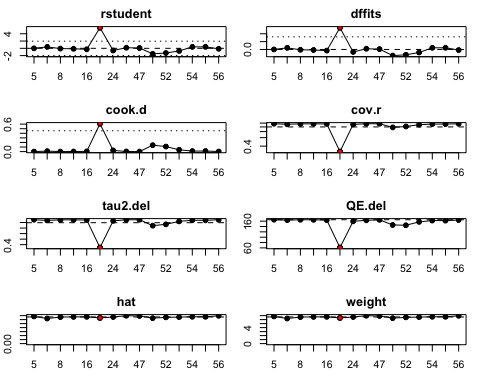 rstudent
4
-2
5 8 16 24 47 52 54 56
dffits
0.0
5 8 16 24 47 52 54 56
cook.d
0.6
0.0
5 8 16 24 47 52 54 56
cov.r
0.4
5 8 16 24 47 52 54 56
tau2.del
0.4
5 8 16 24 47 52 54 56
QE.del
160
60
5 8 16 24 47 52 54 56
hat
0.00
5 8 16 24 47 52 54 56
weight
4
5 8 16 24 47 52 54 56